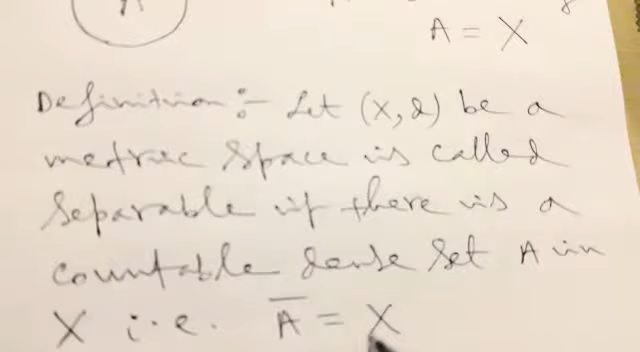 A
A = X
Definition:- Let (X, d) be a
metric space is called
separable if there is a
countable dense set A in
X i.e. A̅ = X